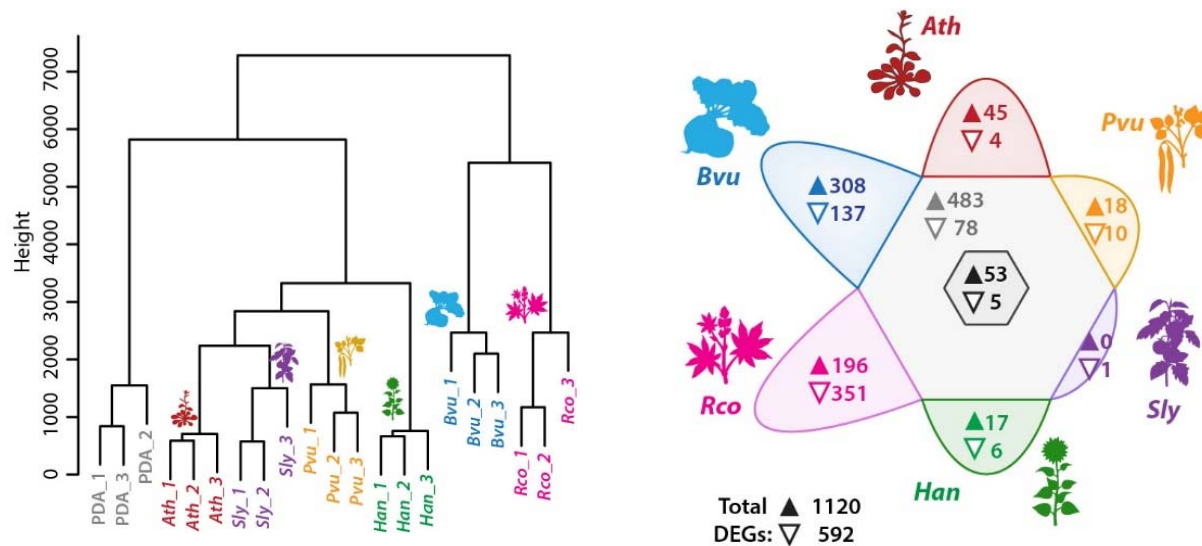 Height
7000
6000
5000
4000
3000
2000
1000
0
PDA_1
PDA_3
PDA_2
Ath_1
Ath_2
Ath_3
Sly_1
Sly_2
Sly_3
Pvu_1
Pvu_2
Pvu_3
Han_1
Han_2
Han_3
Bvu_1
Bvu_2
Bvu_3
Rco_1
Rco_2
Rco_3
Ath
▲45
▽4
Pvu
▲18
▽10
Bvu
▲308
▽137
▲483
▽78
▲53
▽5
Sly
▲0
▽1
Rco
▲196
▽351
Han
▲17
▽6
Total ▲ 1120
DEGs: ▽ 592